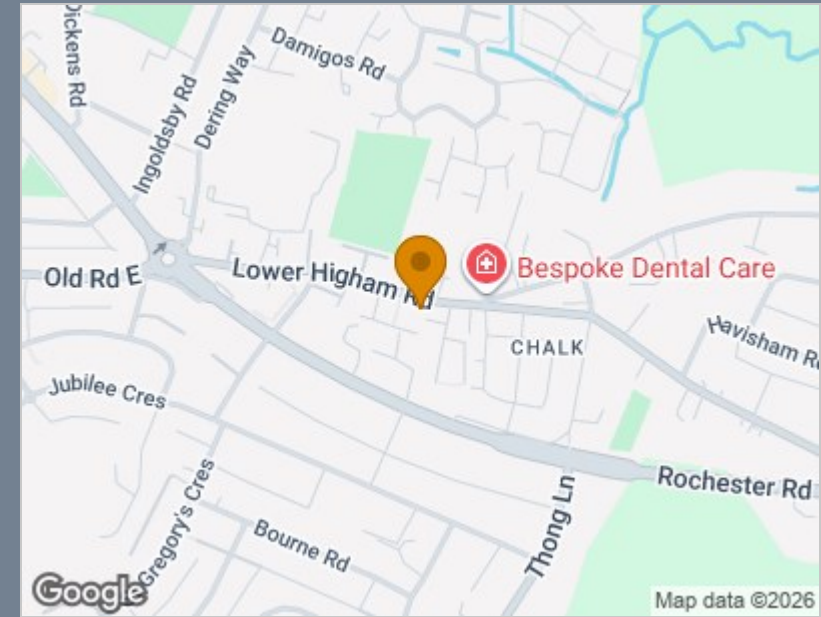 Dickens Rd
Ingoldsby Rd
Dering Way
Damigos Rd
Old Rd E
Lower Higham Rd
Bespoke Dental Care
CHALK
Havisham R
Jubilee Cres
Gregory's Cres
Bourne Rd
Thong Ln
Rochester Rd
Google
Map data ©2026